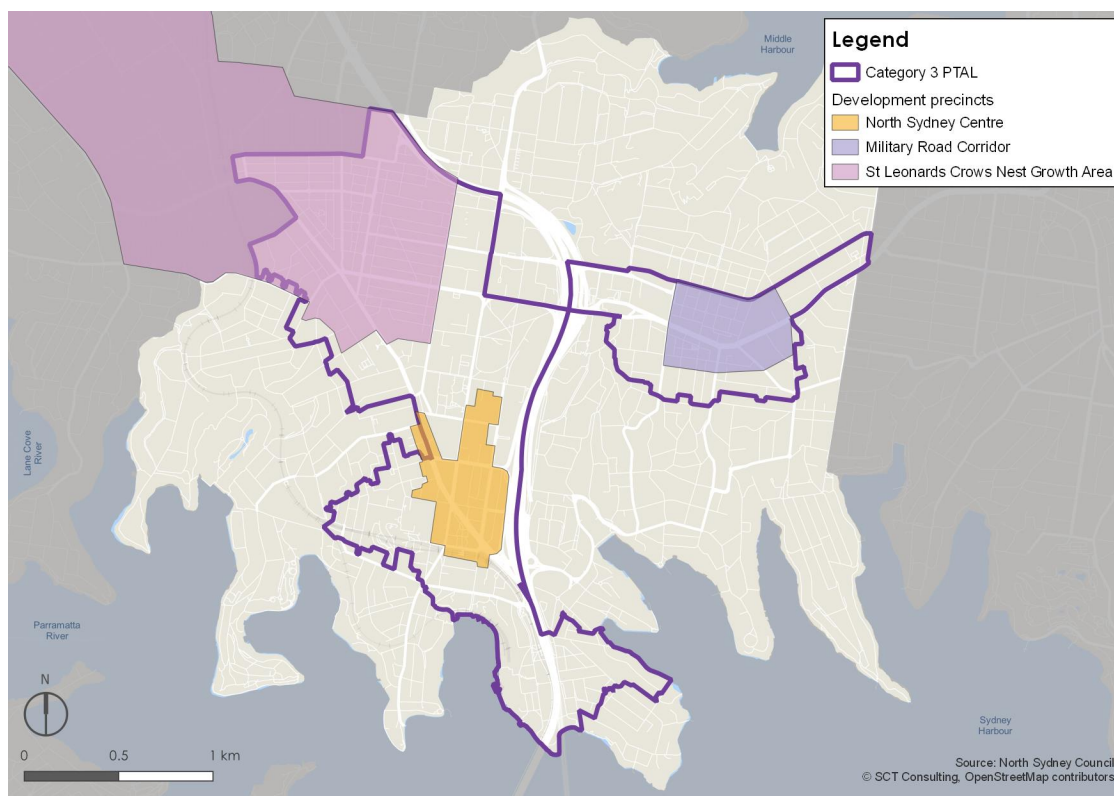 Middle
Harbour
Legend
Category 3 PTAL
Development precincts
North Sydney Centre
Military Road Corridor
St Leonards Crows Nest Growth Area
Lane Cove
River
Parramatta
River
N
0 0.5 1 km
Sydney
Harbour
Source: North Sydney Council
© SCT Consulting, OpenStreetMap contributors